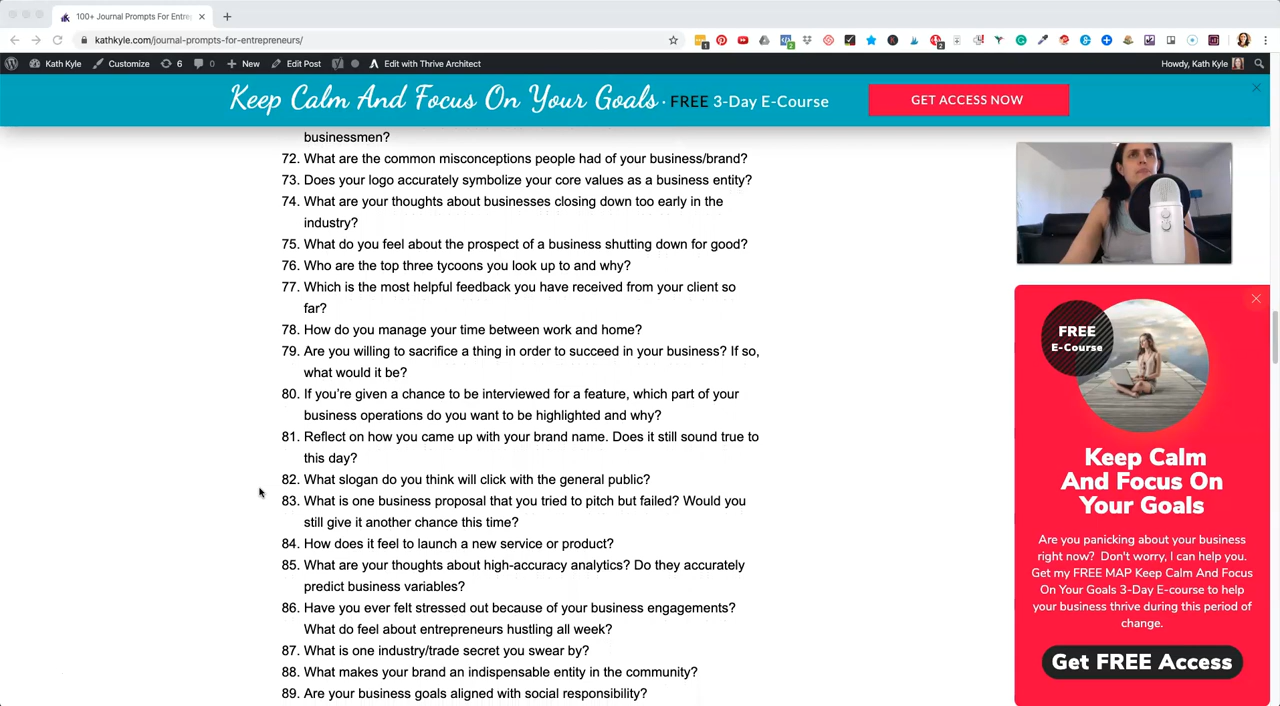 100+ Journal Prompts For Entre
kathkyle.com/journal-prompts-for-entrepreneurs/
Kath Kyle
Customize
6
0
New
Edit Post
Edit with Thrive Architect
Howdy, Kath Kyle
Keep Calm And Focus On Your Goals · FREE 3-Day E-Course
GET ACCESS NOW
businessmen?
72. What are the common misconceptions people had of your business/brand?
73. Does your logo accurately symbolize your core values as a business entity?
74. What are your thoughts about businesses closing down too early in the
industry?
75. What do you feel about the prospect of a business shutting down for good?
76. Who are the top three tycoons you look up to and why?
77. Which is the most helpful feedback you have received from your client so
far?
78. How do you manage your time between work and home?
79. Are you willing to sacrifice a thing in order to succeed in your business? If so,
what would it be?
80. If you’re given a chance to be interviewed for a feature, which part of your
business operations do you want to be highlighted and why?
81. Reflect on how you came up with your brand name. Does it still sound true to
this day?
82. What slogan do you think will click with the general public?
83. What is one business proposal that you tried to pitch but failed? Would you
still give it another chance this time?
84. How does it feel to launch a new service or product?
85. What are your thoughts about high-accuracy analytics? Do they accurately
predict business variables?
86. Have you ever felt stressed out because of your business engagements?
What do feel about entrepreneurs hustling all week?
87. What is one industry/trade secret you swear by?
88. What makes your brand an indispensable entity in the community?
89. Are your business goals aligned with social responsibility?
FREE
E-Course
Keep Calm
And Focus On
Your Goals
Are you panicking about your business
right now? Don't worry, I can help you.
Get my FREE MAP Keep Calm And Focus
On Your Goals 3-Day E-course to help
your business thrive during this period of
change.
Get FREE Access